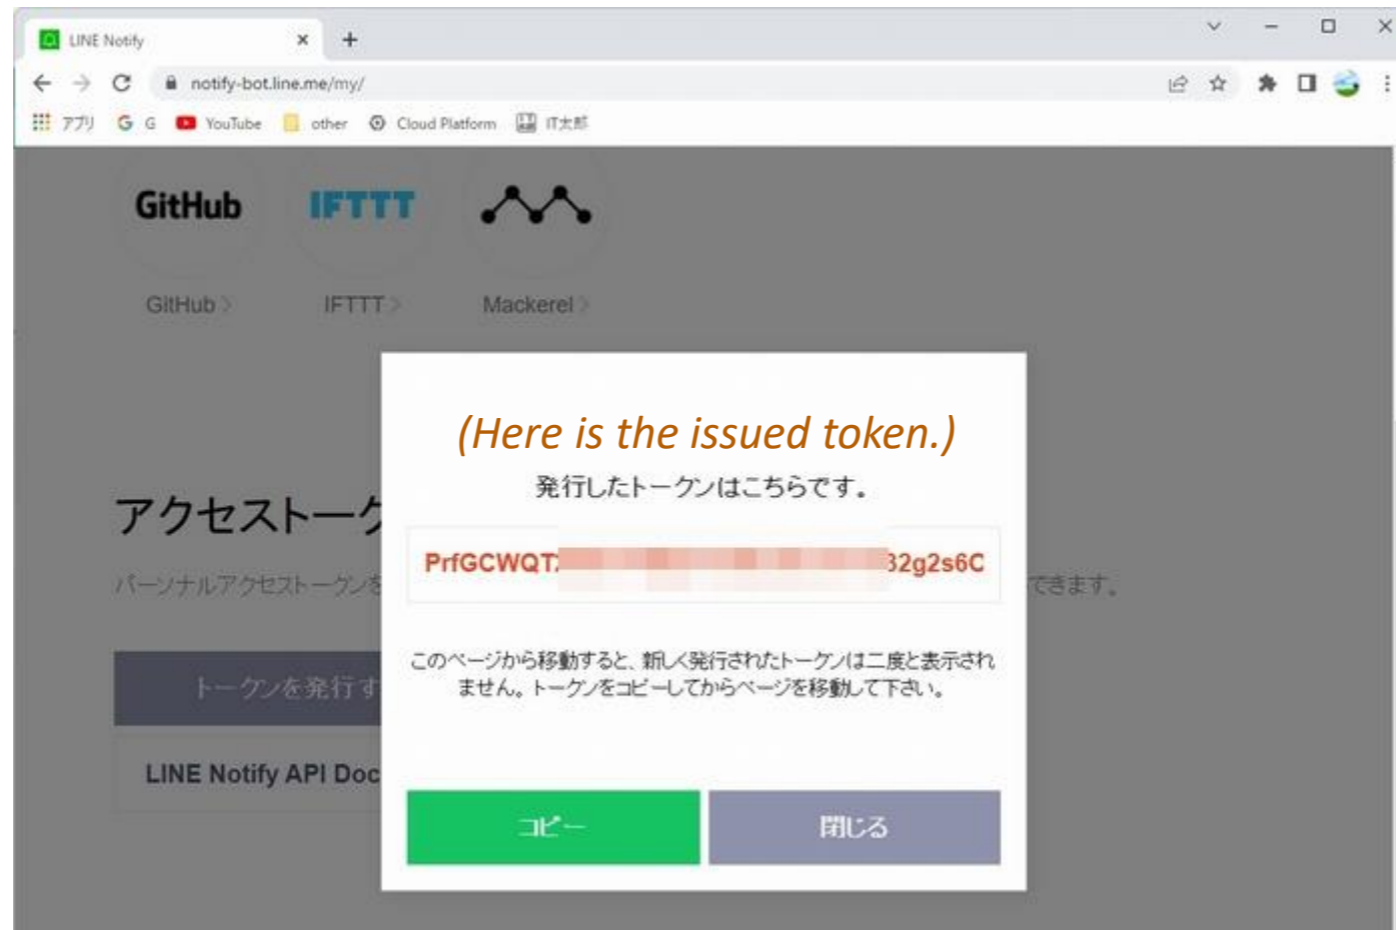 LINE Notify
notify-bot.line.me/my/
アプリ G YouTube other Cloud Platform IT太郎
GitHub IFTTT
GitHub > IFTTT > Mackerel >
(Here is the issued token.)
発行したトークンはこちらです。
アクセストーク
PrfGCWQT 32g2s6C
パーソナルアクセストークンを できます。
このページから移動すると、新しく発行されたトークンは二度と表示され
ません。トークンをコピーしてからページを移動して下さい。
トークンを発行す
LINE Notify API Doc
コピー 閉じる